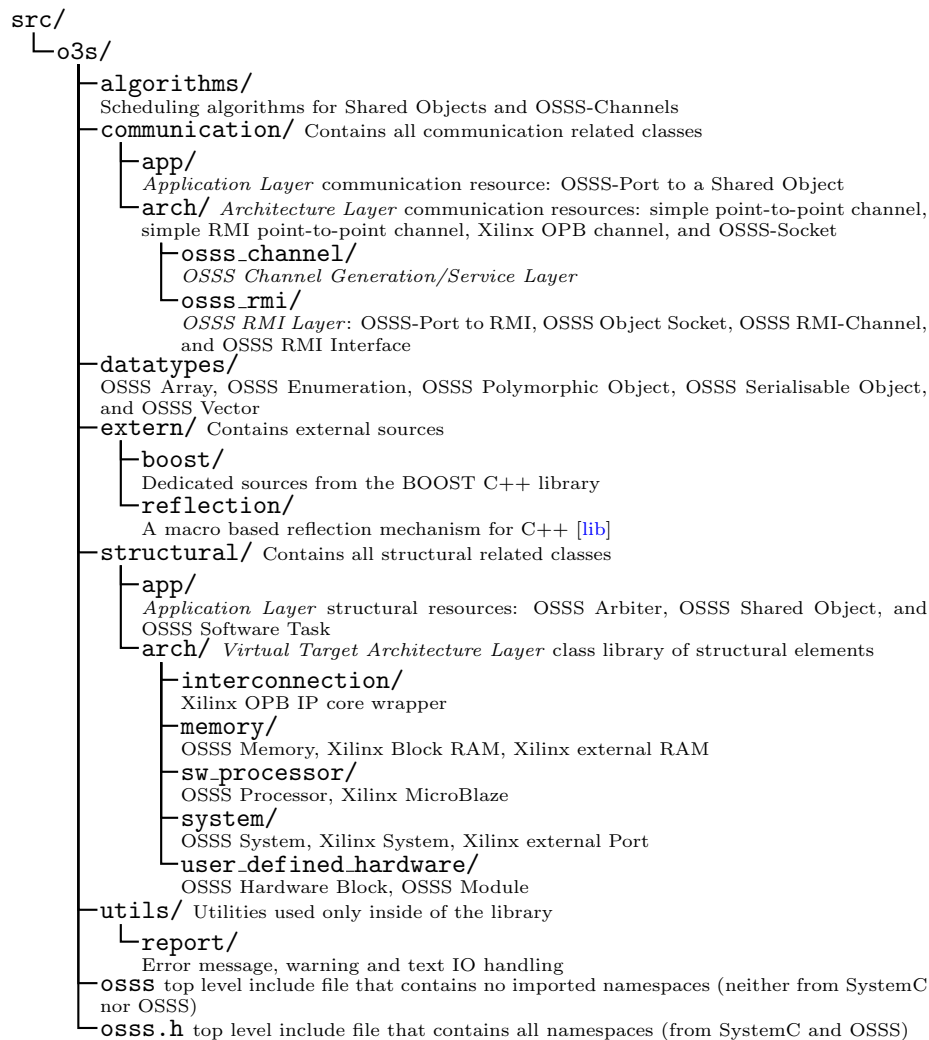 src/
o3s/
algorithms/
Scheduling algorithms for Shared Objects and OSSS-Channels
communication/ Contains all communication related classes
app/
Application Layer communication resource: OSSS-Port to a Shared Object
arch/ Architecture Layer communication resources: simple point-to-point channel,
simple RMI point-to-point channel, Xilinx OPB channel, and OSSS-Socket
osss_channel/
OSSS Channel Generation/Service Layer
osss_rmi/
OSSS RMI Layer: OSSS-Port to RMI, OSSS Object Socket, OSSS RMI-Channel,
and OSSS RMI Interface
datatypes/
OSSS Array, OSSS Enumeration, OSSS Polymorphic Object, OSSS Serialisable Object,
and OSSS Vector
extern/ Contains external sources
boost/
Dedicated sources from the BOOST C++ library
reflection/
A macro based reflection mechanism for C++ [lib]
structural/ Contains all structural related classes
app/
Application Layer structural resources: OSSS Arbiter, OSSS Shared Object, and
OSSS Software Task
arch/ Virtual Target Architecture Layer class library of structural elements
interconnection/
Xilinx OPB IP core wrapper
memory/
OSSS Memory, Xilinx Block RAM, Xilinx external RAM
sw_processor/
OSSS Processor, Xilinx MicroBlaze
system/
OSSS System, Xilinx System, Xilinx external Port
user_defined_hardware/
OSSS Hardware Block, OSSS Module
utils/ Utilities used only inside of the library
report/
Error message, warning and text IO handling
osss top level include file that contains no imported namespaces (neither from SystemC
nor OSSS)
osss.h top level include file that contains all namespaces (from SystemC and OSSS)